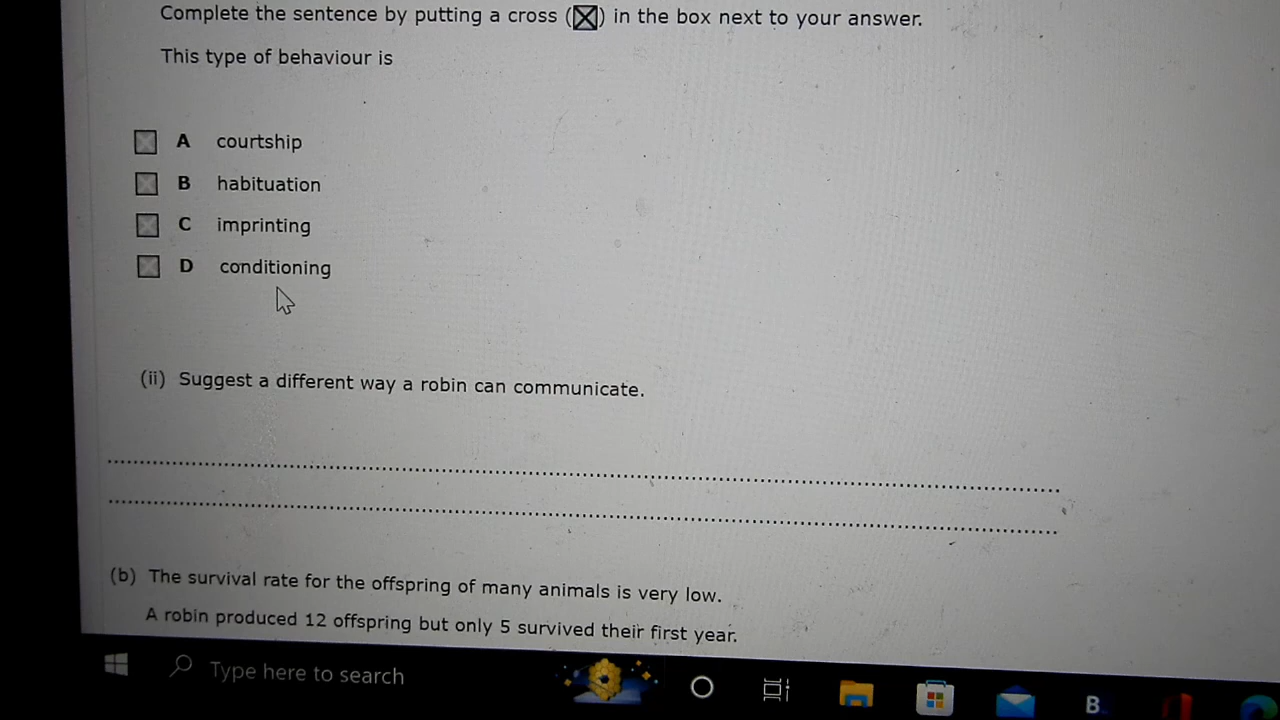 Complete the sentence by putting a cross (☒) in the box next to your answer.
This type of behaviour is
A courtship
B habituation
C imprinting
D conditioning
(ii) Suggest a different way a robin can communicate.
(b) The survival rate for the offspring of many animals is very low.
A robin produced 12 offspring but only 5 survived their first year.
Type here to search
B